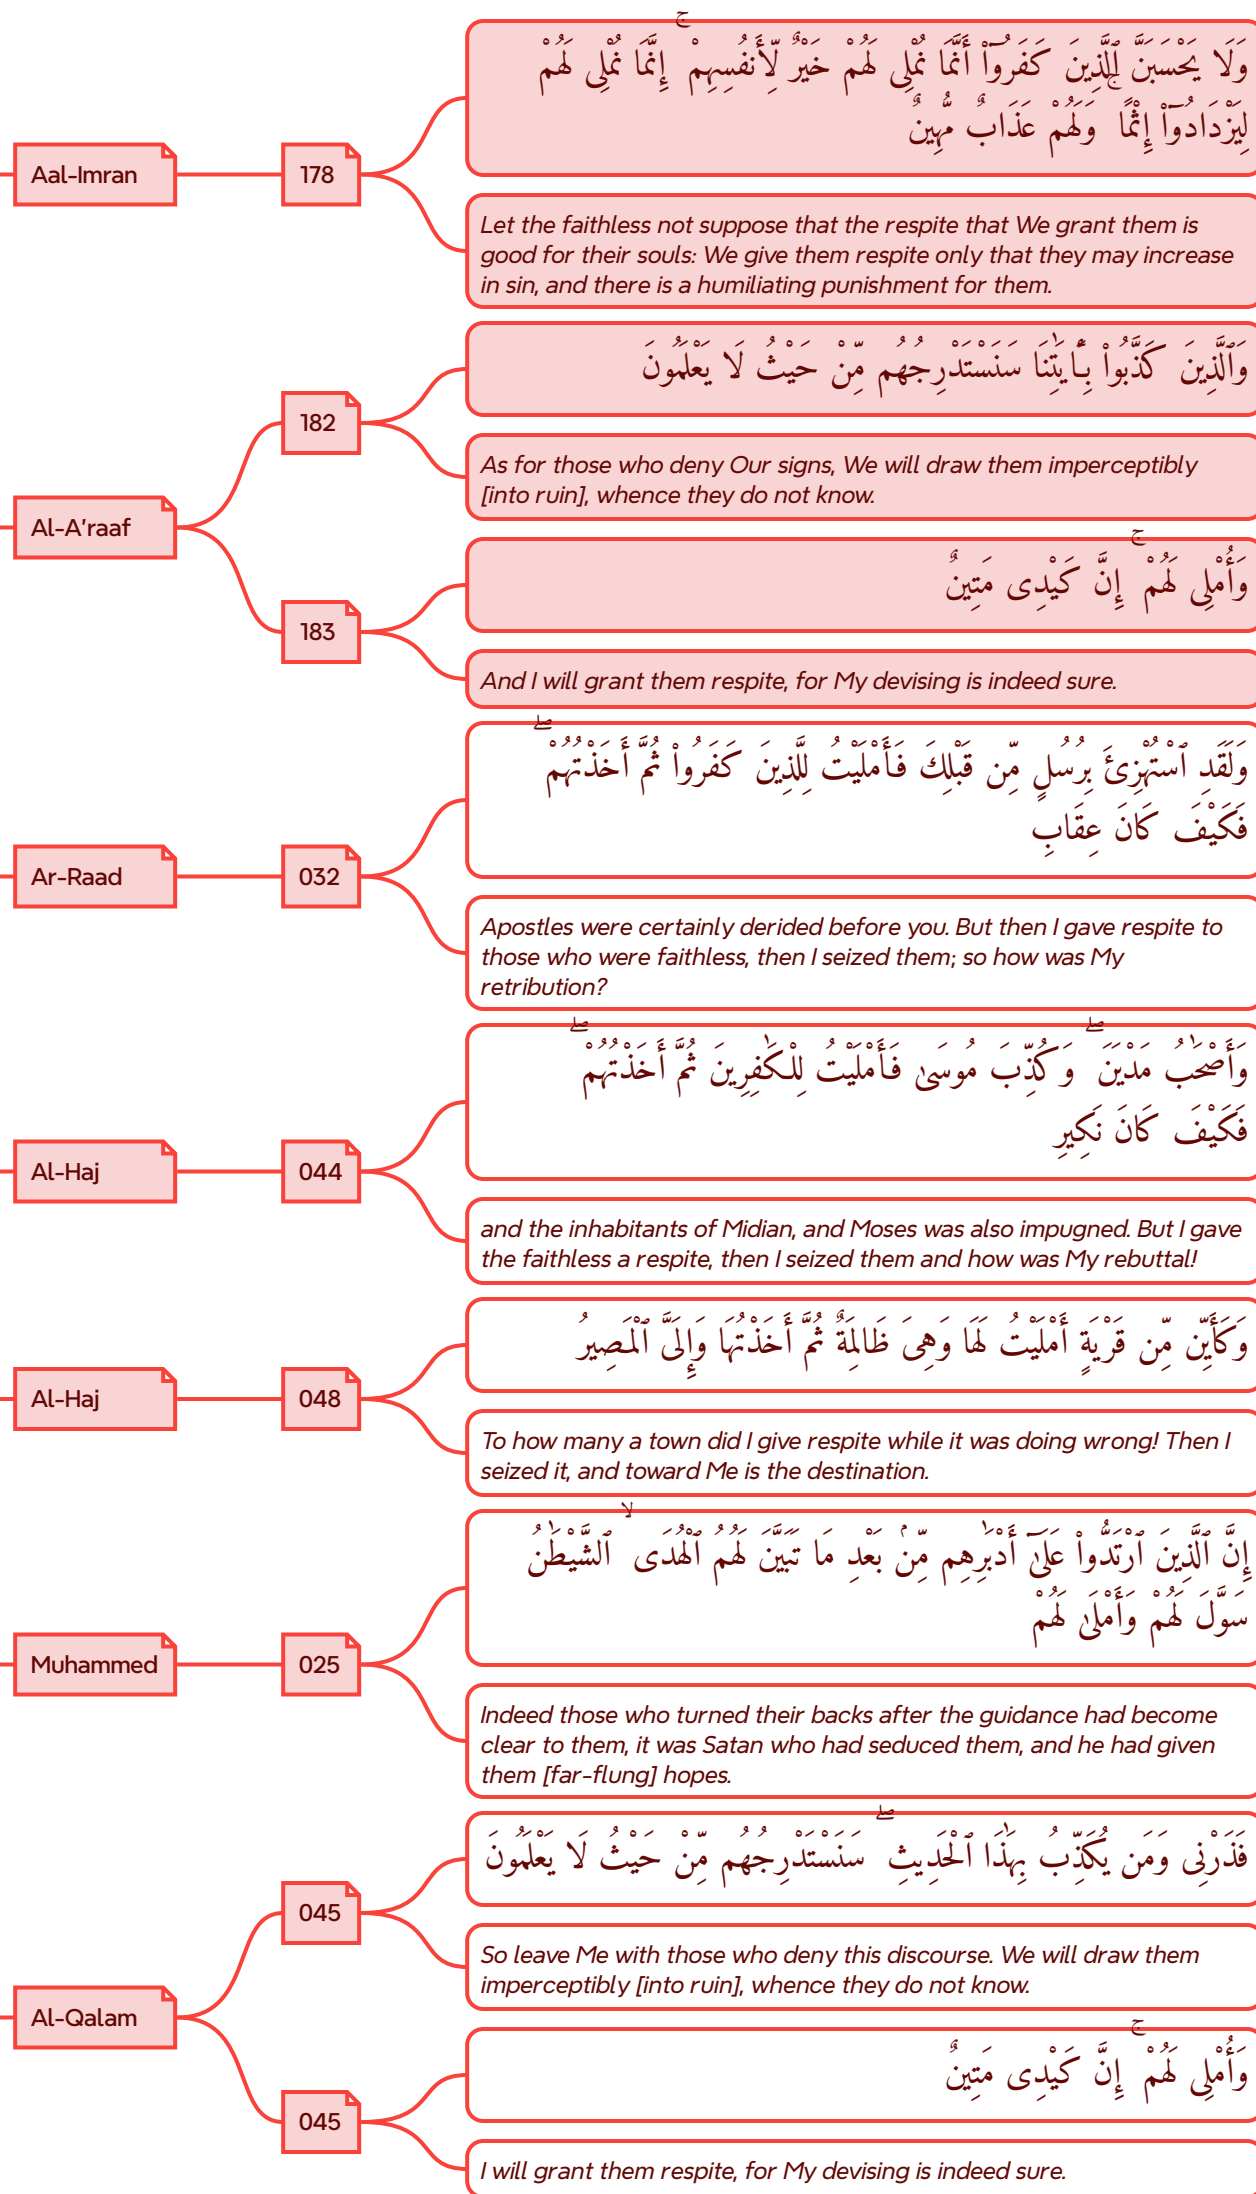 Aal-Imran
178
وَلَا يَحْسَبَنَّ ٱلَّذِينَ كَفَرُوٓا۟ أَنَّمَا نُمْلِى لَهُمْ خَيْرٌ لِّأَنفُسِهِمْ ۚ إِنَّمَا نُمْلِى لَهُمْ
لِيَزْدَادُوٓا۟ إِثْمًا ۚ وَلَهُمْ عَذَابٌ مُّهِينٌ
Let the faithless not suppose that the respite that We grant them is
good for their souls: We give them respite only that they may increase
in sin, and there is a humiliating punishment for them.
Al-A'raaf
182
وَٱلَّذِينَ كَذَّبُوا۟ بِـَٔايَٰتِنَا سَنَسْتَدْرِجُهُم مِّنْ حَيْثُ لَا يَعْلَمُونَ
As for those who deny Our signs, We will draw them imperceptibly
[into ruin], whence they do not know.
183
وَأُمْلِى لَهُمْ ۚ إِنَّ كَيْدِى مَتِينٌ
And I will grant them respite, for My devising is indeed sure.
Ar-Raad
032
وَلَقَدِ ٱسْتُهْزِئَ بِرُسُلٍ مِّن قَبْلِكَ فَأَمْلَيْتُ لِلَّذِينَ كَفَرُوا۟ ثُمَّ أَخَذْتُهُمْ ۖ
فَكَيْفَ كَانَ عِقَابِ
Apostles were certainly derided before you. But then I gave respite to
those who were faithless, then I seized them; so how was My
retribution?
Al-Haj
044
وَأَصْحَٰبُ مَدْيَنَ ۖ وَكُذِّبَ مُوسَىٰ فَأَمْلَيْتُ لِلْكَٰفِرِينَ ثُمَّ أَخَذْتُهُمْ ۖ
فَكَيْفَ كَانَ نَكِيرِ
and the inhabitants of Midian, and Moses was also impugned. But I gave
the faithless a respite, then I seized them and how was My rebuttal!
Al-Haj
048
وَكَأَيِّن مِّن قَرْيَةٍ أَمْلَيْتُ لَهَا وَهِىَ ظَالِمَةٌ ثُمَّ أَخَذْتُهَا وَإِلَىَّ ٱلْمَصِيرُ
To how many a town did I give respite while it was doing wrong! Then I
seized it, and toward Me is the destination.
Muhammed
025
إِنَّ ٱلَّذِينَ ٱرْتَدُّوا۟ عَلَىٰٓ أَدْبَٰرِهِم مِّنۢ بَعْدِ مَا تَبَيَّنَ لَهُمُ ٱلْهُدَى ۙ ٱلشَّيْطَٰنُ
سَوَّلَ لَهُمْ وَأَمْلَىٰ لَهُمْ
Indeed those who turned their backs after the guidance had become
clear to them, it was Satan who had seduced them, and he had given
them [far-flung] hopes.
Al-Qalam
045
فَذَرْنِى وَمَن يُكَذِّبُ بِهَٰذَا ٱلْحَدِيثِ ۖ سَنَسْتَدْرِجُهُم مِّنْ حَيْثُ لَا يَعْلَمُونَ
So leave Me with those who deny this discourse. We will draw them
imperceptibly [into ruin], whence they do not know.
045
وَأُمْلِى لَهُمْ ۚ إِنَّ كَيْدِى مَتِينٌ
I will grant them respite, for My devising is indeed sure.